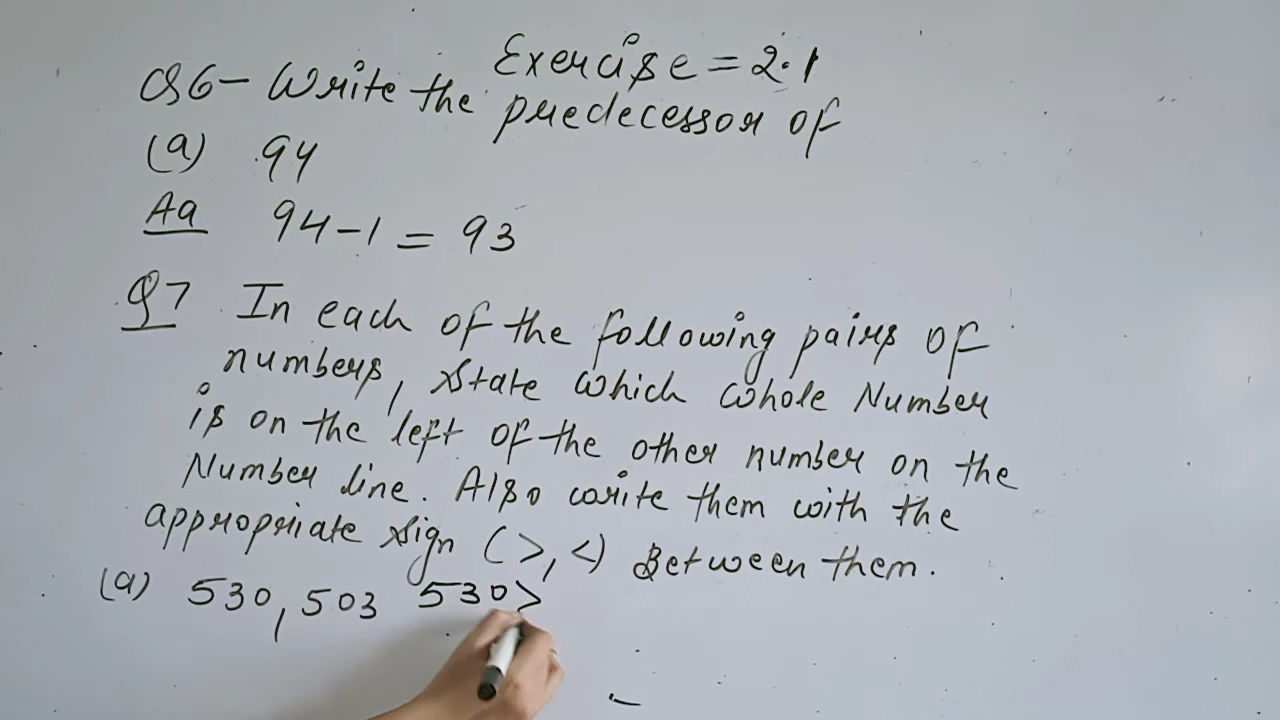 Exercise = 2.1
Q6- Write the predecessor of
(a) 94
Aa 94-1 = 93
Q7 In each of the following pairs of
numbers, state which whole Number
is on the left of the other number on the
Number line. Also write them with the
appropriate sign (>, <) Between them.
(a) 530, 503 530>